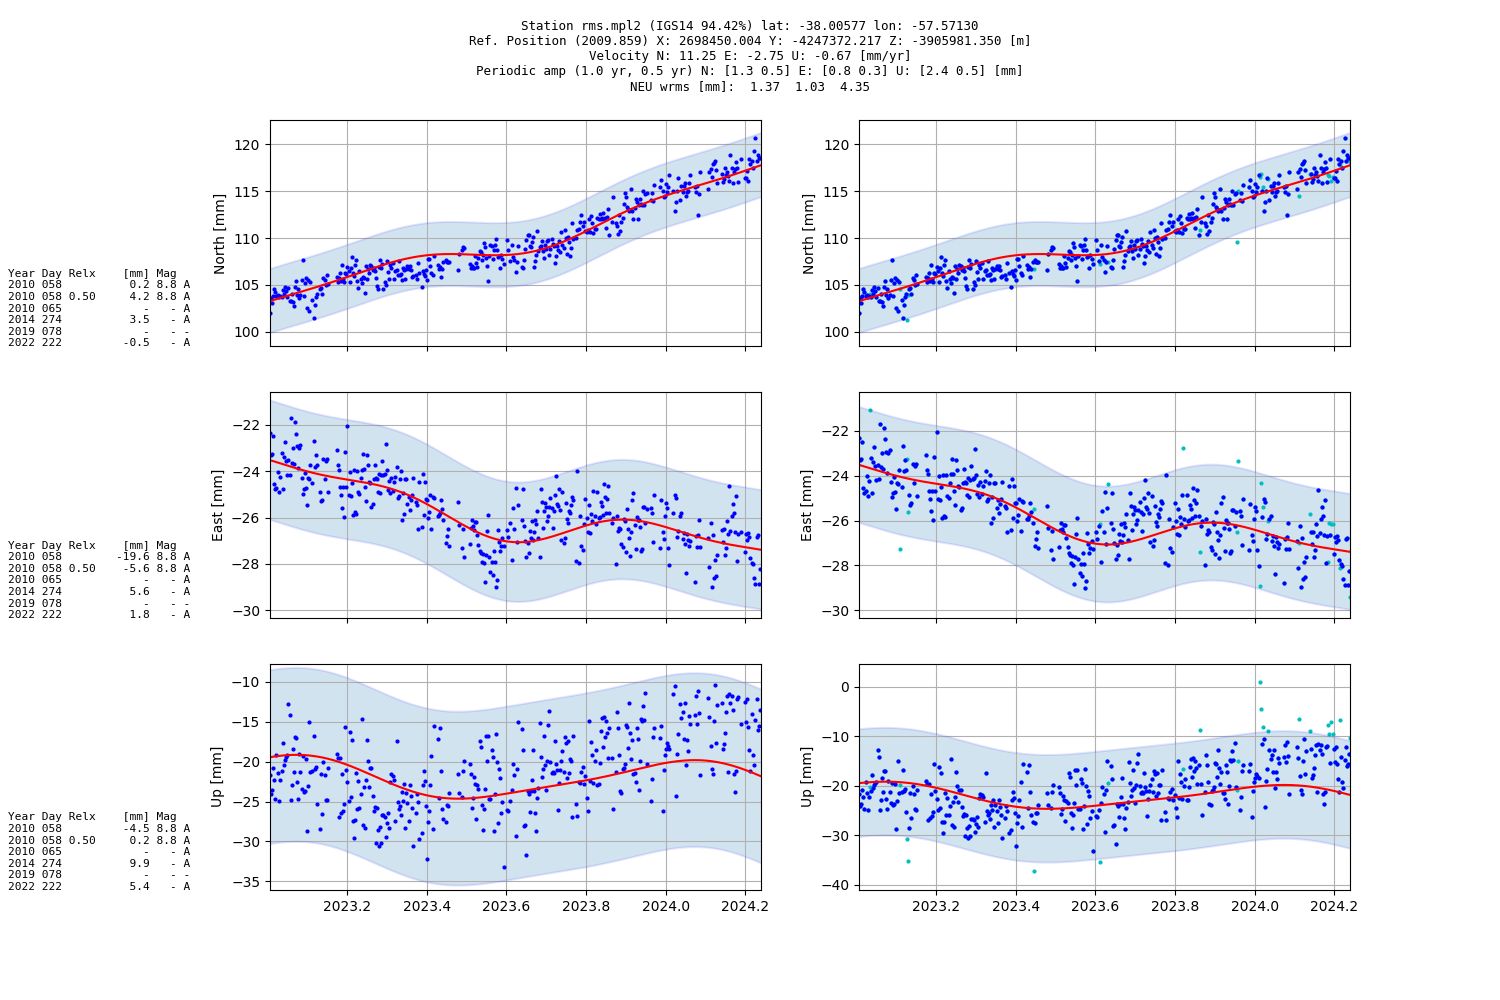 Station rms.mpl2 (IGS14 94.42%) lat: -38.00577 lon: -57.57130
Ref. Position (2009.859) X: 2698450.004 Y: -4247372.217 Z: -3905981.350 [m]
Velocity N: 11.25 E: -2.75 U: -0.67 [mm/yr]
Periodic amp (1.0 yr, 0.5 yr) N: [1.3 0.5] E: [0.8 0.3] U: [2.4 0.5] [mm]
NEU wrms [mm]: 1.37 1.03 4.35
Year Day Relx [mm] Mag
2010 058 0.2 8.8 A
2010 058 0.50 4.2 8.8 A
2010 065 - - A
2014 274 3.5 - A
2019 078 - - -
2022 222 -0.5 - A
North [mm]
120
115
110
105
100
North [mm]
120
115
110
105
100
Year Day Relx [mm] Mag
2010 058 -19.6 8.8 A
2010 058 0.50 -5.6 8.8 A
2010 065 - - A
2014 274 5.6 - A
2019 078 - - -
2022 222 1.8 - A
East [mm]
−22
−24
−26
−28
−30
East [mm]
−22
−24
−26
−28
−30
Year Day Relx [mm] Mag
2010 058 -4.5 8.8 A
2010 058 0.50 0.2 8.8 A
2010 065 - - A
2014 274 9.9 - A
2019 078 - - -
2022 222 5.4 - A
Up [mm]
−10
−15
−20
−25
−30
−35
2023.2 2023.4 2023.6 2023.8 2024.0 2024.2
Up [mm]
0
−10
−20
−30
−40
2023.2 2023.4 2023.6 2023.8 2024.0 2024.2